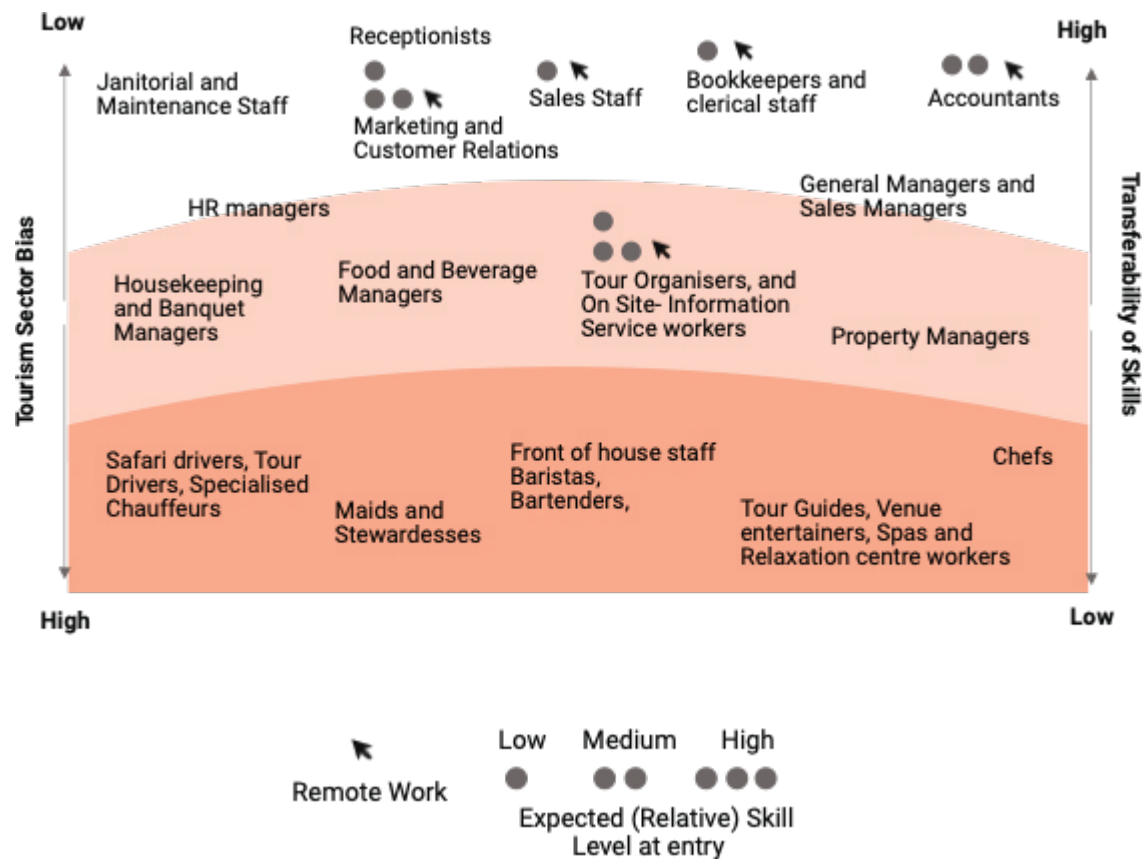 Low
High
Receptionists
Janitorial and
Maintenance Staff
Sales Staff
Bookkeepers and
clerical staff
Accountants
Marketing and
Customer Relations
HR managers
General Managers and
Sales Managers
Tourism Sector Bias
Transferability of Skills
Housekeeping
and Banquet
Managers
Food and Beverage
Managers
Tour Organisers, and
On Site- Information
Service workers
Property Managers
Safari drivers, Tour
Drivers, Specialised
Chauffeurs
Maids and
Stewardesses
Front of house staff
Baristas,
Bartenders,
Chefs
Tour Guides, Venue
entertainers, Spas and
Relaxation centre workers
High
Low
Remote Work
Low
Medium
High
Expected (Relative) Skill
Level at entry